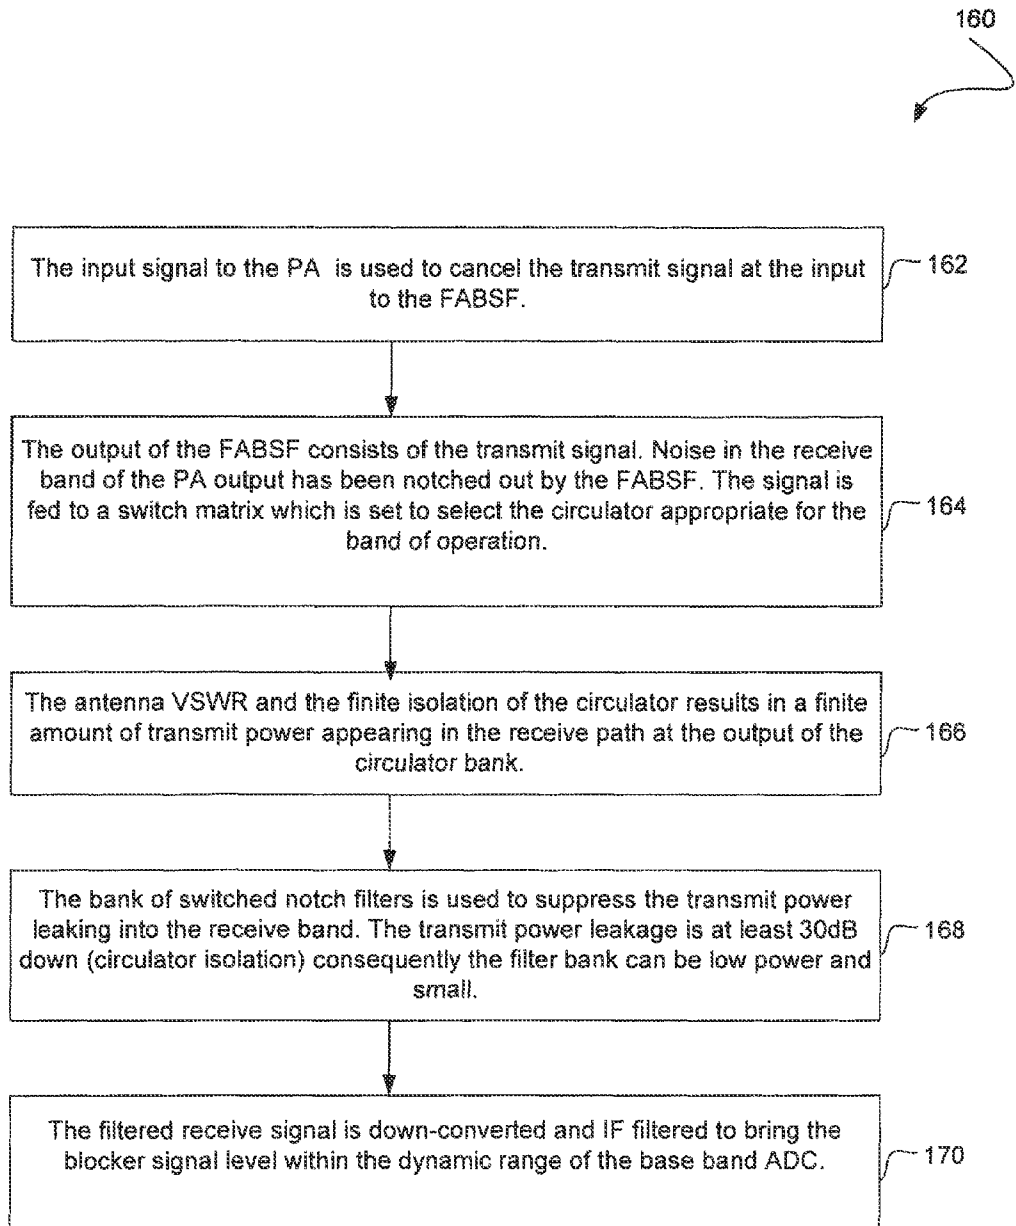 160
The input signal to the PA is used to cancel the transmit signal at the input
to the FABSF.
162
The output of the FABSF consists of the transmit signal. Noise in the receive
band of the PA output has been notched out by the FABSF. The signal is
fed to a switch matrix which is set to select the circulator appropriate for the
band of operation.
164
The antenna VSWR and the finite isolation of the circulator results in a finite
amount of transmit power appearing in the receive path at the output of the
circulator bank.
166
The bank of switched notch filters is used to suppress the transmit power
leaking into the receive band. The transmit power leakage is at least 30dB
down (circulator isolation) consequently the filter bank can be low power and
small.
168
The filtered receive signal is down-converted and IF filtered to bring the
blocker signal level within the dynamic range of the base band ADC.
170